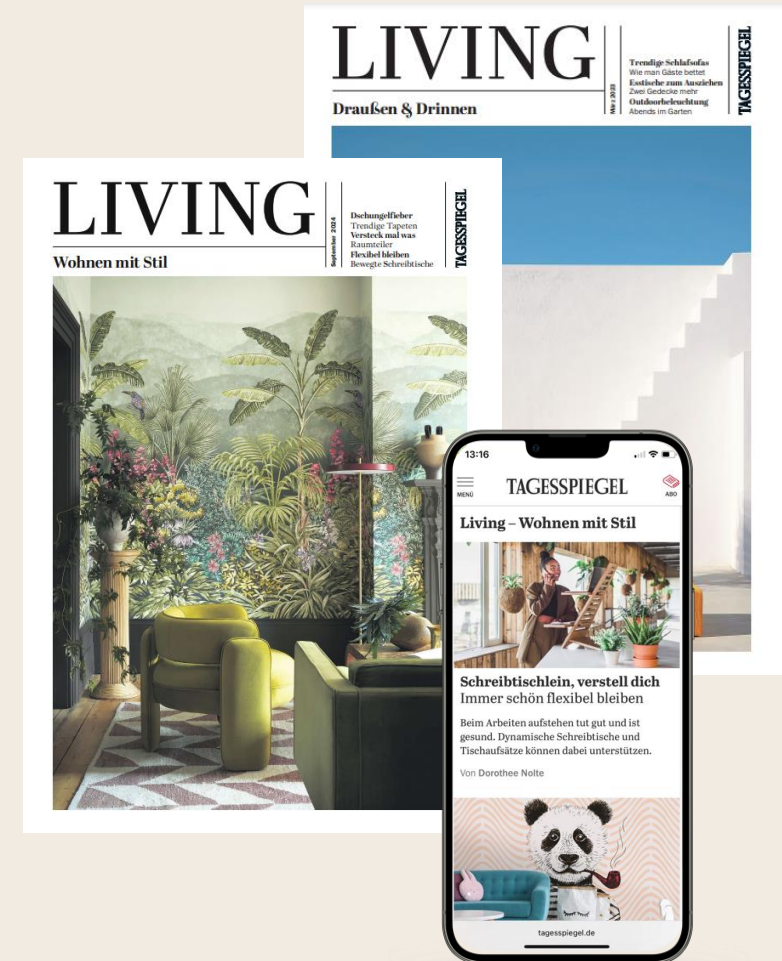 LIVING
Draußen & Drinnen
März 2023
Trendige Schlafsofas
Wie man Gäste bettet
Esstische zum Ausziehen
Zwei Gedecke mehr
Outdoorbeleuchtung
Abends im Garten
TAGESSPIEGEL
LIVING
Wohnen mit Stil
September 2024
Dschungelfieber
Trendige Tapeten
Versteck mal was
Raumteiler
Flexibel bleiben
Bewegte Schreibtische
TAGESSPIEGEL
13:16
MENÜ
TAGESSPIEGEL
ABO
Living – Wohnen mit Stil
Schreibtischlein, verstell dich
Immer schön flexibel bleiben
Beim Arbeiten aufstehen tut gut und ist
gesund. Dynamische Schreibtische und
Tischaufsätze können dabei unterstützen.
Von Dorothee Nolte
tagesspiegel.de